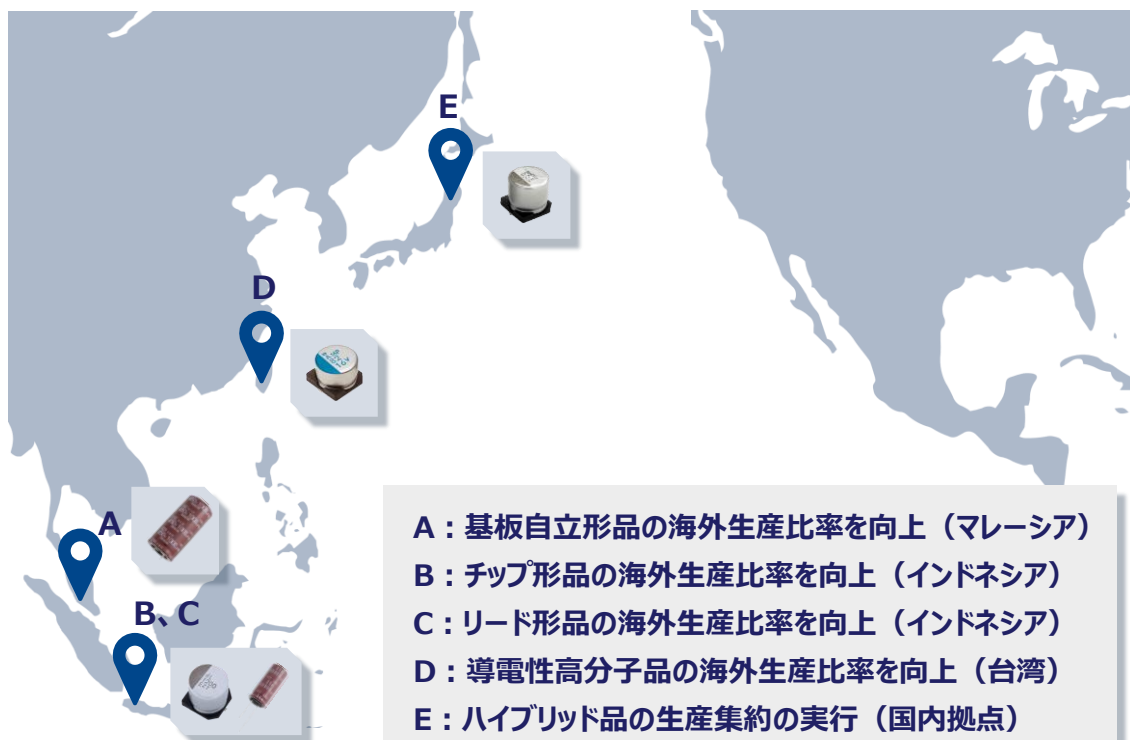 E
D
A
B、C
A：基板自立形品の海外生産比率を向上（マレーシア）
B：チップ形品の海外生産比率を向上（インドネシア）
C：リード形品の海外生産比率を向上（インドネシア）
D：導電性高分子品の海外生産比率を向上（台湾）
E：ハイブリッド品の生産集約の実行（国内拠点）